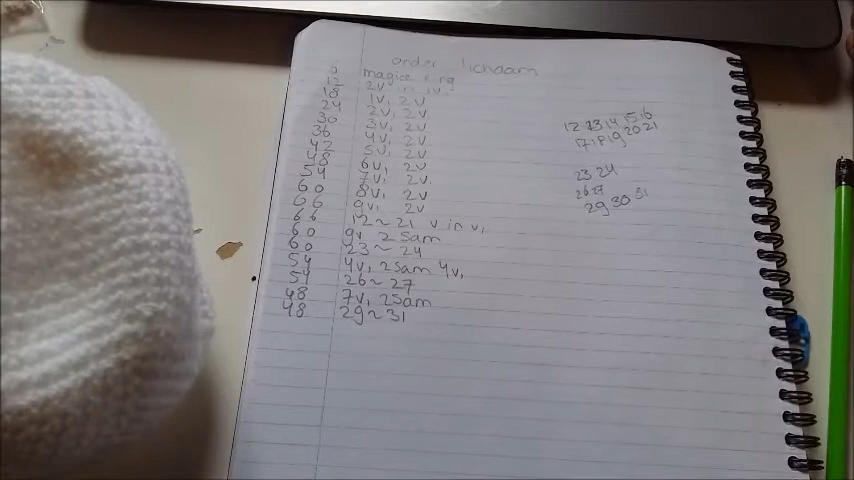 onder lichaam
6 magice ring
12 2v in 1v.
18 1v, 2v
24 2v, 2v
30 3v, 2v
36 4v, 2v
42 5v, 2v
48 6v, 2v
54 7v, 2v.
60 8v, 2v
66 9v, 2v
66 12~21 v in v,
60 9v 2sam
60 23~ 24
54 4v, 2sam 4v,
54 26~ 27
48 7v, 2sam
48 29~31
12 13 14 15 16
17 18 19 20 21
23 24
26 27
29 30 31